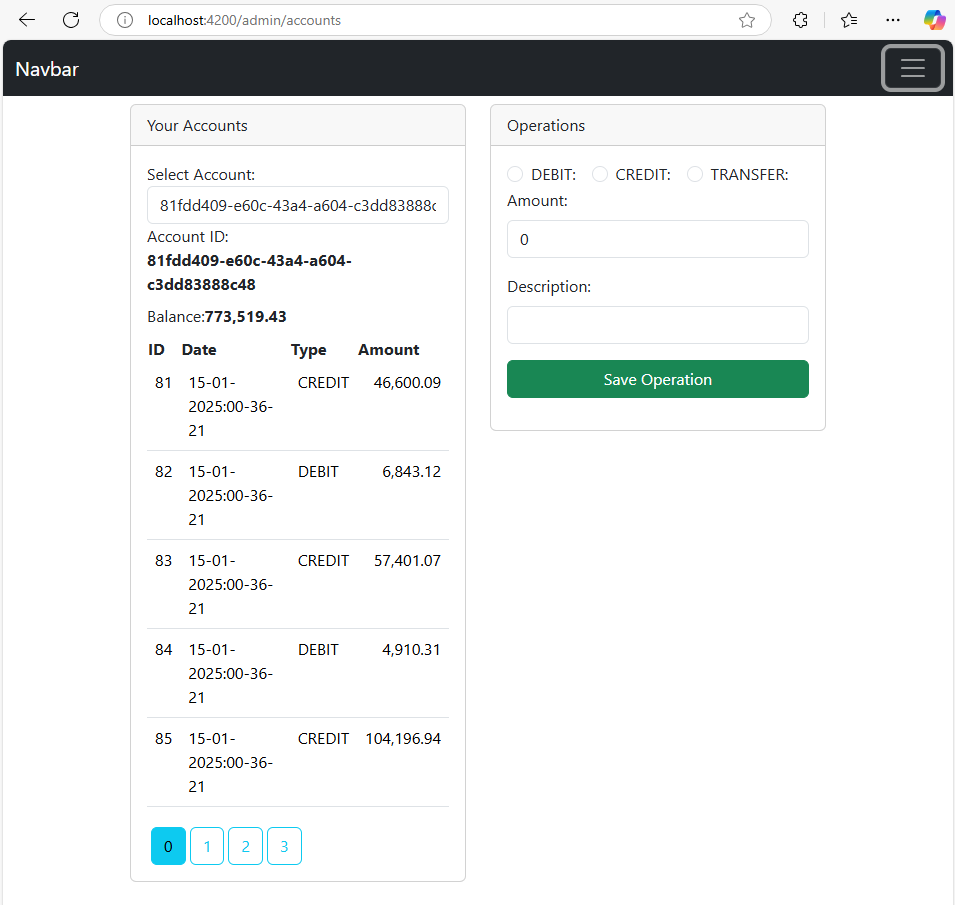 localhost:4200/admin/accounts
Navbar
Your Accounts
Select Account:
81fdd409-e60c-43a4-a604-c3dd83888c
Account ID:
81fdd409-e60c-43a4-a604-
c3dd83888c48
Balance:773,519.43
ID Date Type Amount
81 15-01- CREDIT 46,600.09
2025:00-36-
21
82 15-01- DEBIT 6,843.12
2025:00-36-
21
83 15-01- CREDIT 57,401.07
2025:00-36-
21
84 15-01- DEBIT 4,910.31
2025:00-36-
21
85 15-01- CREDIT 104,196.94
2025:00-36-
21
0 1 2 3
Operations
DEBIT: CREDIT: TRANSFER:
Amount:
0
Description:
Save Operation